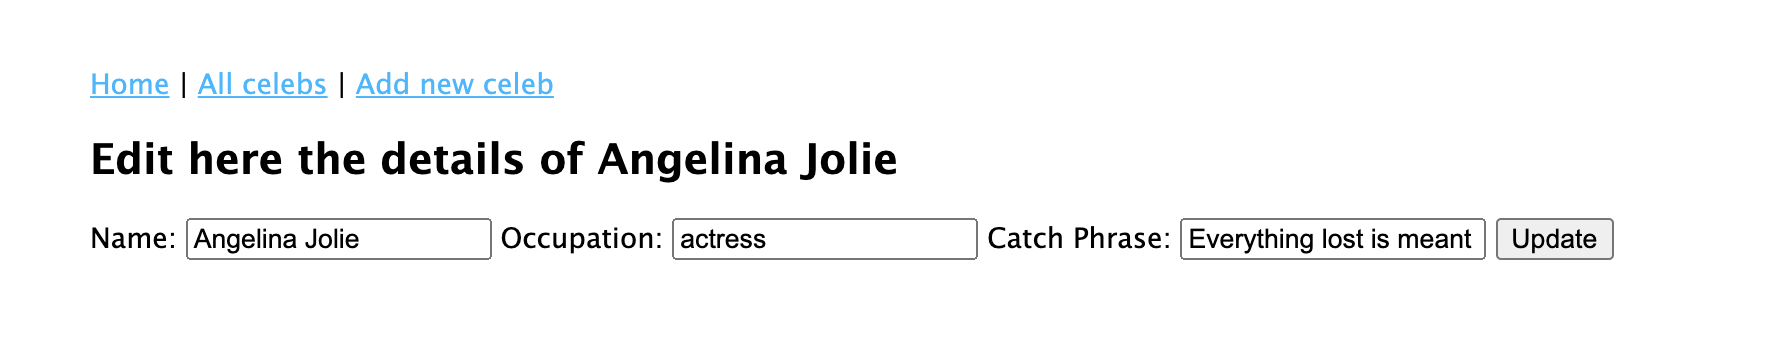 Home | All celebs | Add new celeb
Edit here the details of Angelina Jolie
Name: Angelina Jolie Occupation: actress Catch Phrase: Everything lost is meant Update